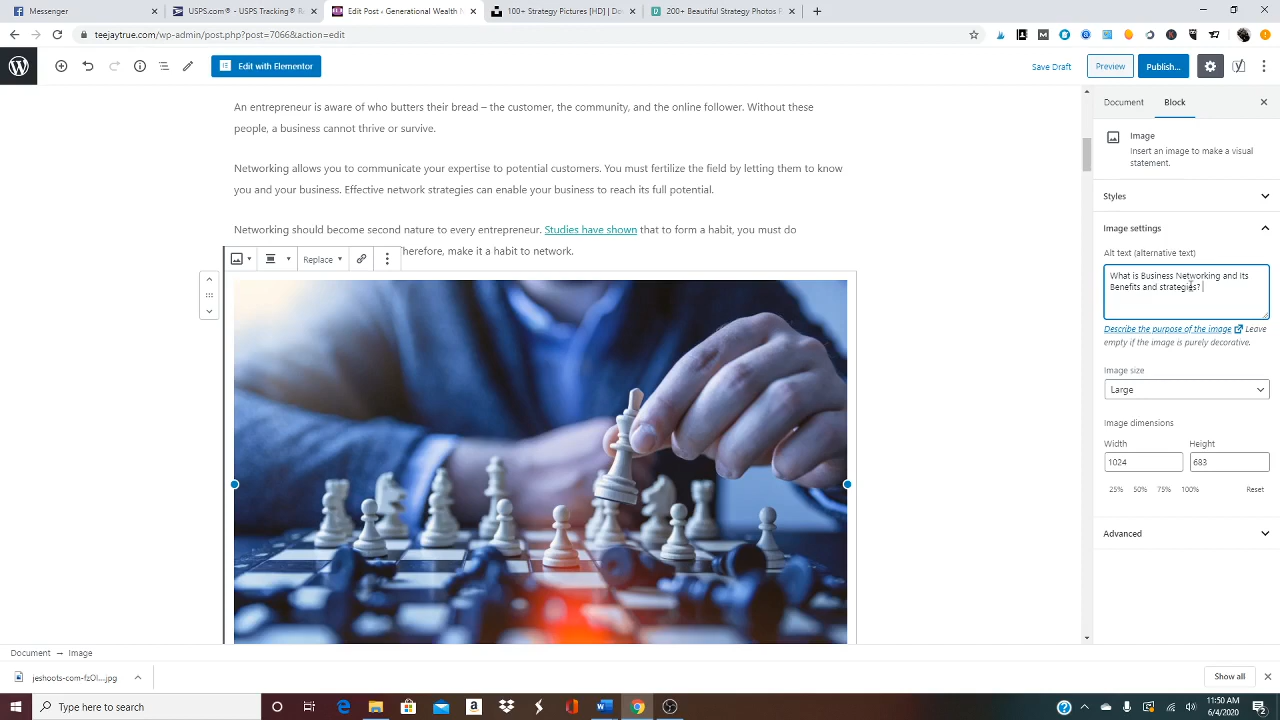 Messenger
USPS.com® - USPS Tracking® R
Edit Post ‹ Generational Wealth N
100+ Strategy Pictures [HD] | Do
200+ Beautiful Strategy Photos
teejaytrue.com/wp-admin/post.php?post=7066&action=edit
Edit with Elementor
Save Draft
Preview
Publish...
An entrepreneur is aware of who butters their bread – the customer, the community, and the online follower. Without these
people, a business cannot thrive or survive.
Networking allows you to communicate your expertise to potential customers. You must fertilize the field by letting them to know
you and your business. Effective network strategies can enable your business to reach its full potential.
Networking should become second nature to every entrepreneur. Studies have shown that to form a habit, you must do
Therefore, make it a habit to network.
Replace
Document
Block
Image
Insert an image to make a visual
statement.
Styles
Image settings
Alt text (alternative text)
What is Business Networking and Its
Benefits and strategies?
Describe the purpose of the image Leave
empty if the image is purely decorative.
Image size
Large
Image dimensions
Width
Height
1024
683
25% 50% 75% 100%
Reset
Advanced
Document → Image
Show all
Type here to search
11:50 AM
6/4/2020